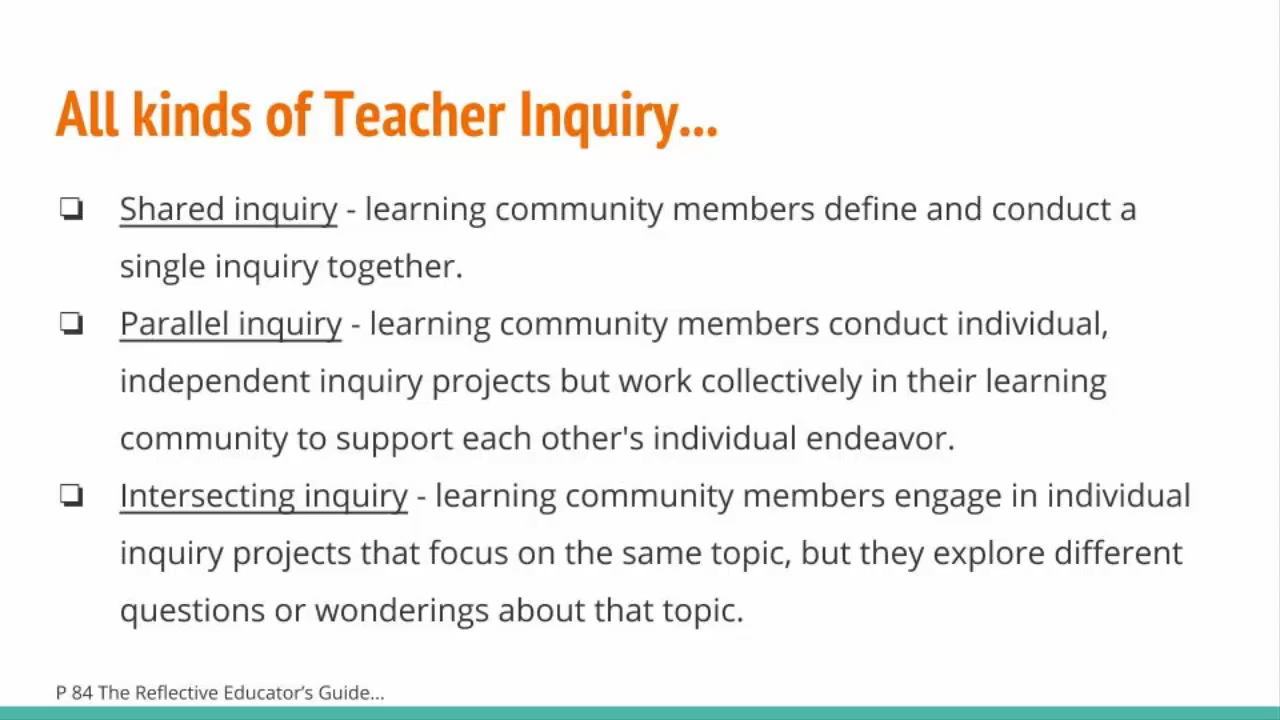 All kinds of Teacher Inquiry...
❏ Shared inquiry - learning community members define and conduct a
single inquiry together.
❏ Parallel inquiry - learning community members conduct individual,
independent inquiry projects but work collectively in their learning
community to support each other's individual endeavor.
❏ Intersecting inquiry - learning community members engage in individual
inquiry projects that focus on the same topic, but they explore different
questions or wonderings about that topic.
P 84 The Reflective Educator’s Guide...